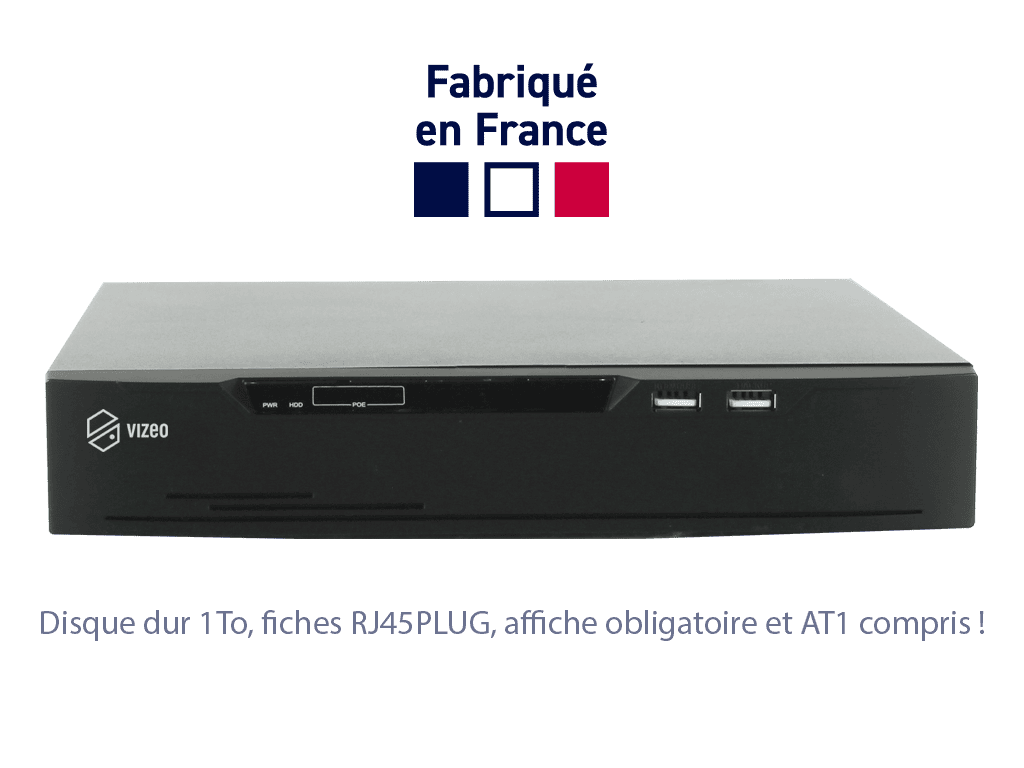 Fabriqué
en France
PWR HDD POE
VIZEO
Disque dur 1To, fiches RJ45PLUG, affiche obligatoire et AT1 compris !